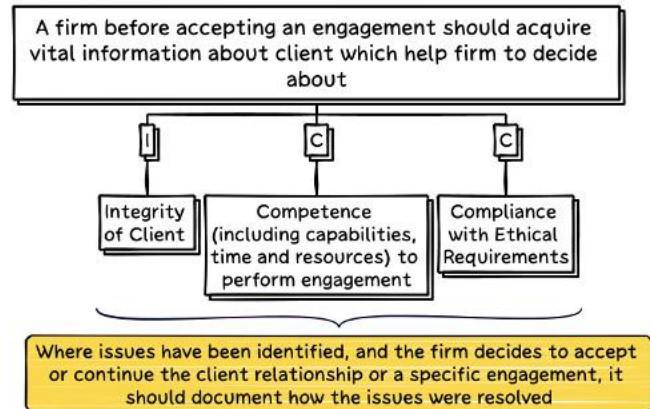 A firm before accepting an engagement should acquire
vital information about client which help firm to decide
about
I
C
C
Integrity
of Client
Competence
(including capabilities,
time and resources) to
perform engagement
Compliance
with Ethical
Requirements
Where issues have been identified, and the firm decides to accept
or continue the client relationship or a specific engagement, it
should document how the issues were resolved